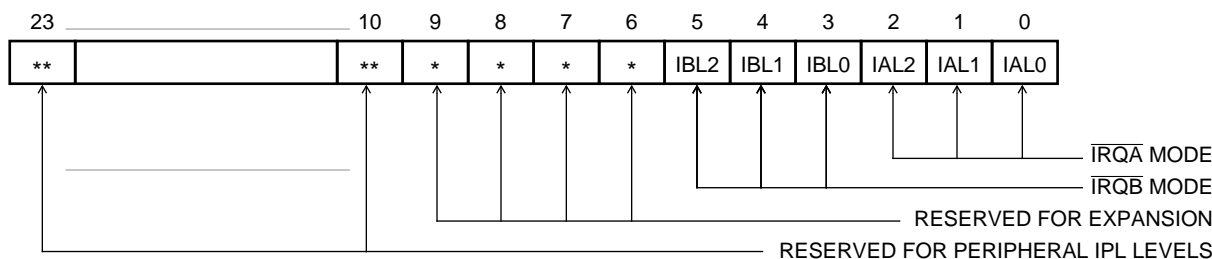 23 10 9 8 7 6 5 4 3 2 1 0
** ** * * * * IBL2 IBL1 IBL0 IAL2 IAL1 IAL0
IRQA MODE
IRQB MODE
RESERVED FOR EXPANSION
RESERVED FOR PERIPHERAL IPL LEVELS